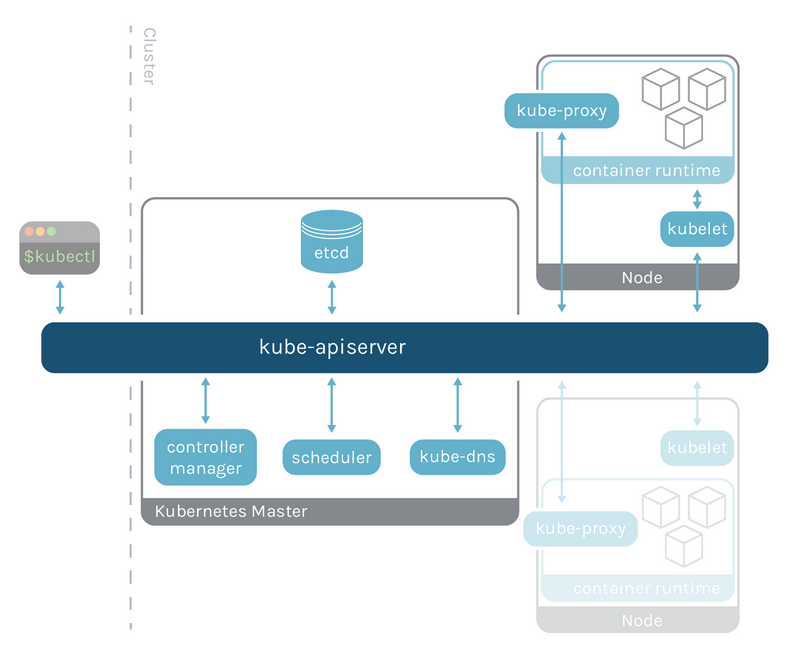 Cluster
$kubectl
kube-proxy
container runtime
kubelet
Node
etcd
kube-apiserver
controller
manager
scheduler
kube-dns
Kubernetes Master
kubelet
kube-proxy
container runtime
Node